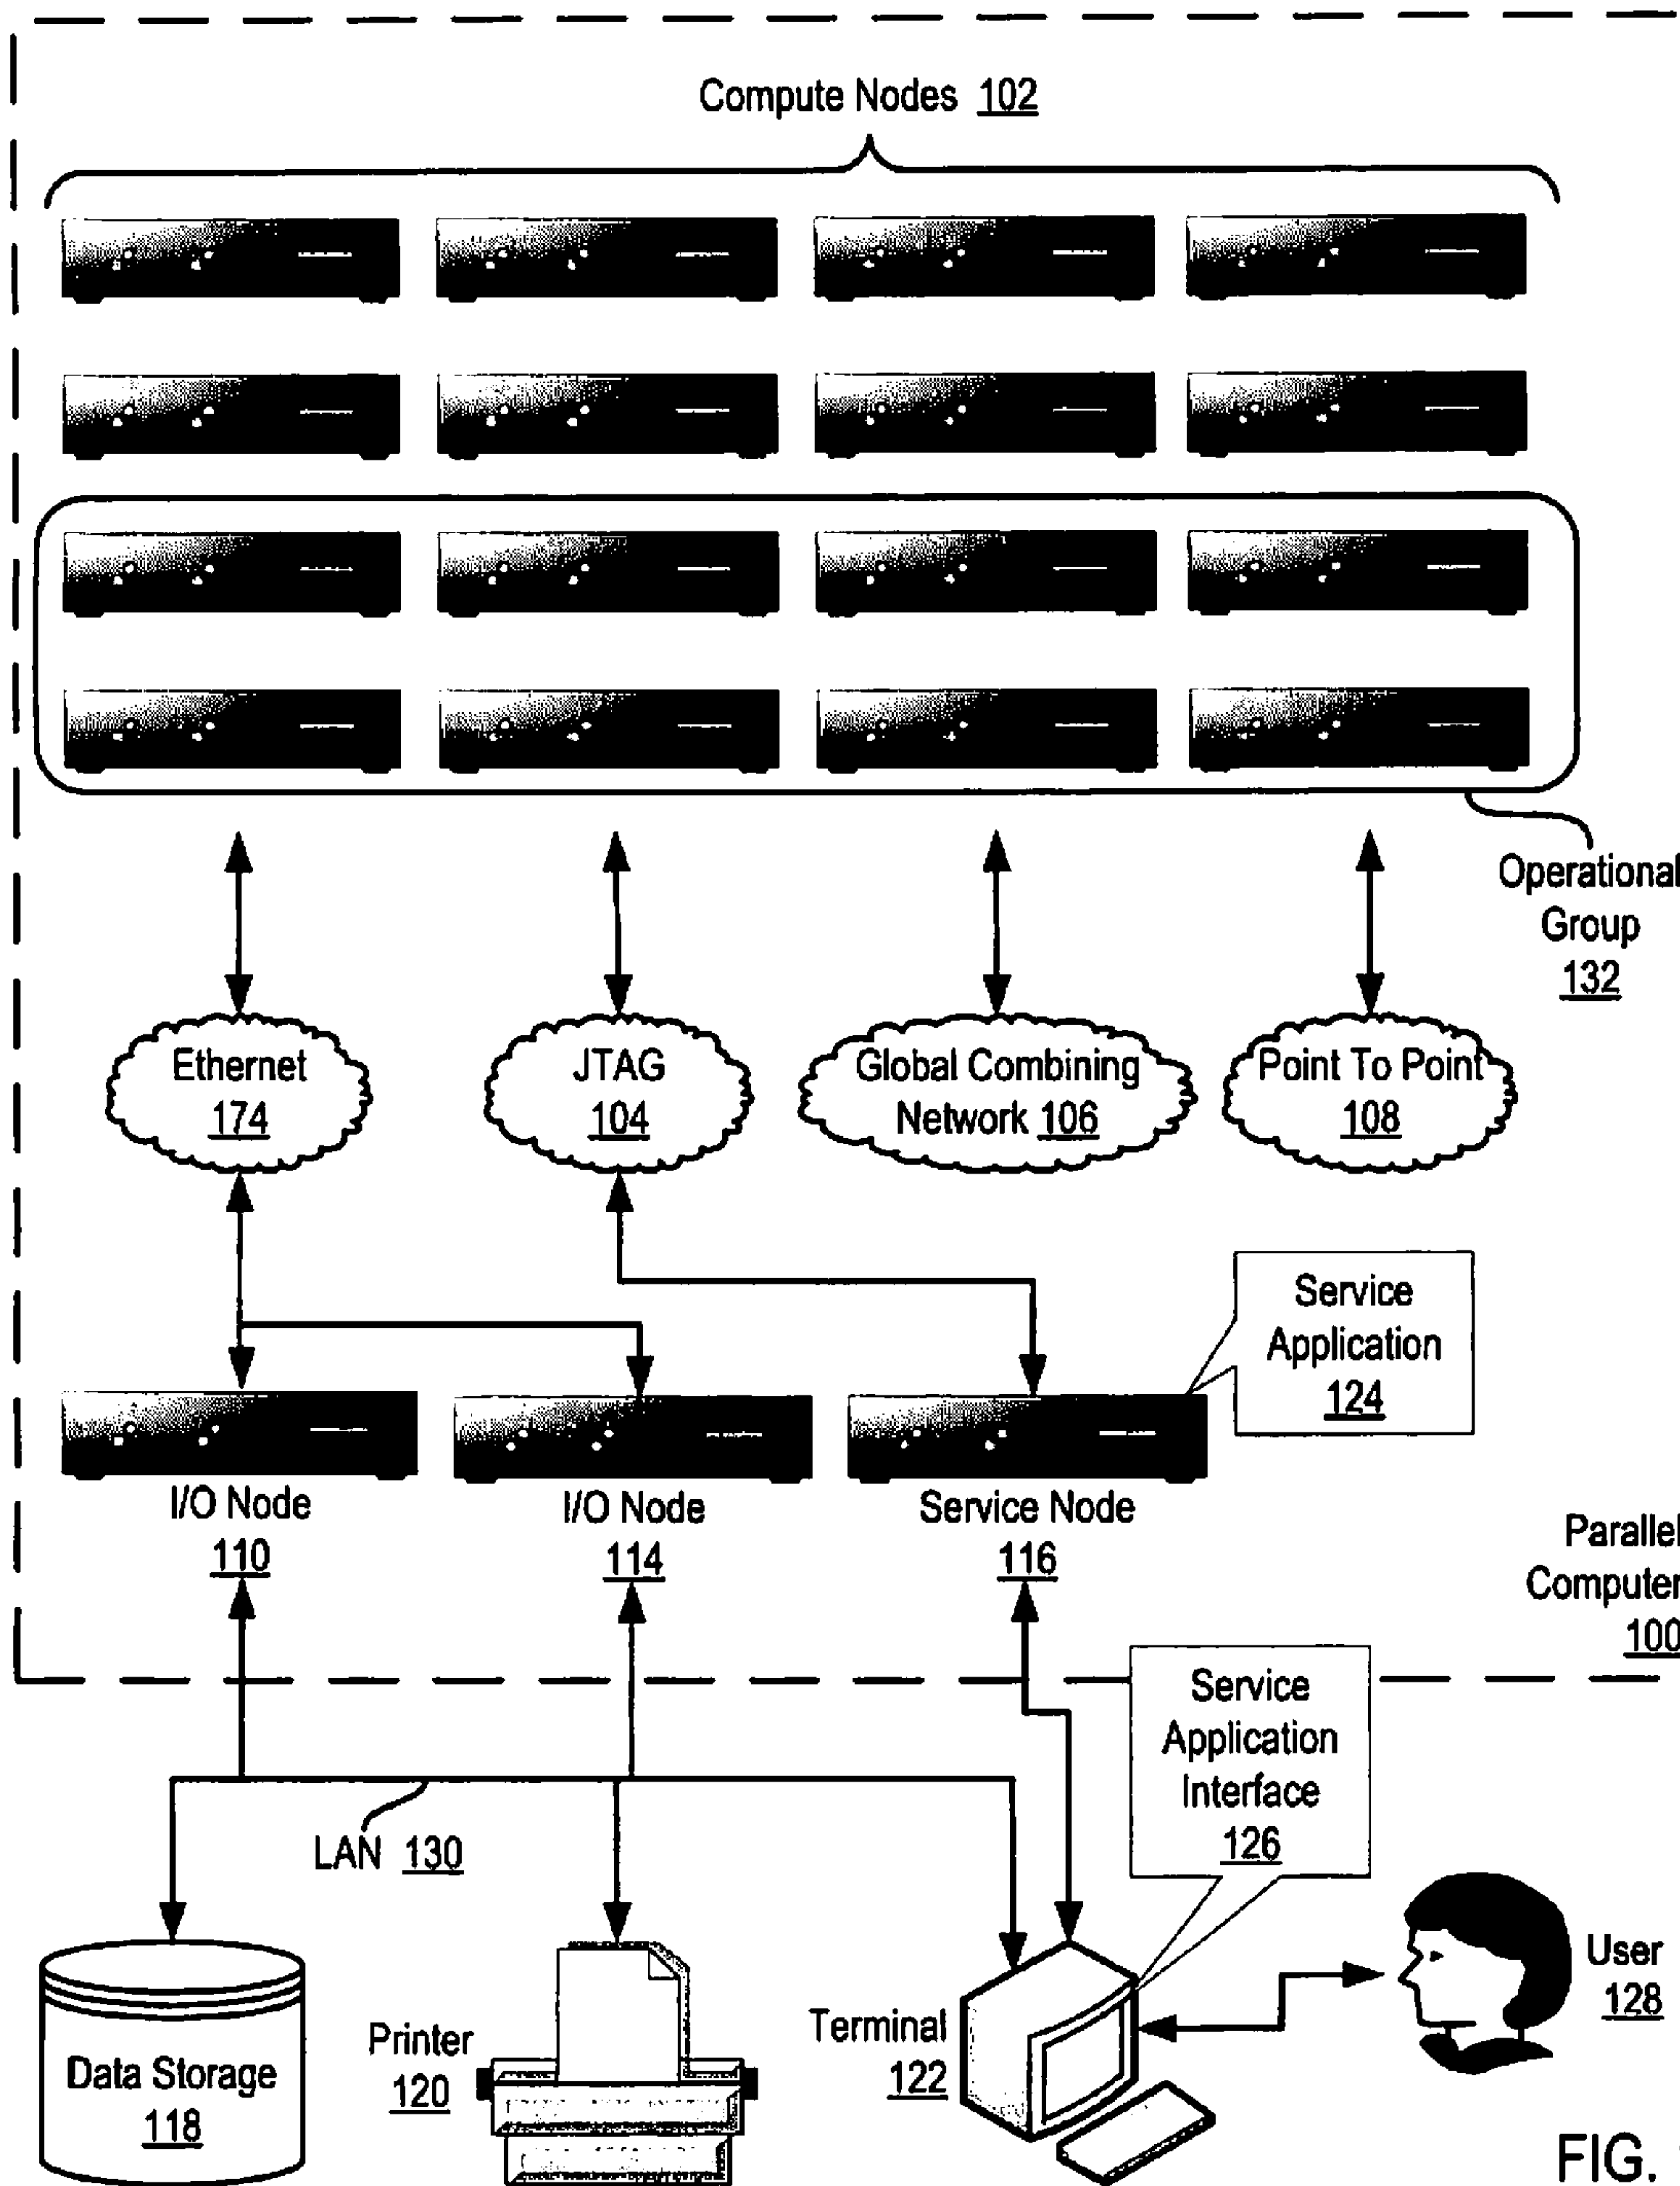 Compute Nodes 102
Operational
Group
132
Ethernet
174
JTAG
104
Global Combining
Network 106
Point To Point
108
Service
Application
124
I/O Node
110
I/O Node
114
Service Node
116
Parallel
Computer
100
Service
Application
Interface
126
LAN 130
Data Storage
118
Printer
120
Terminal
122
User
128
FIG.